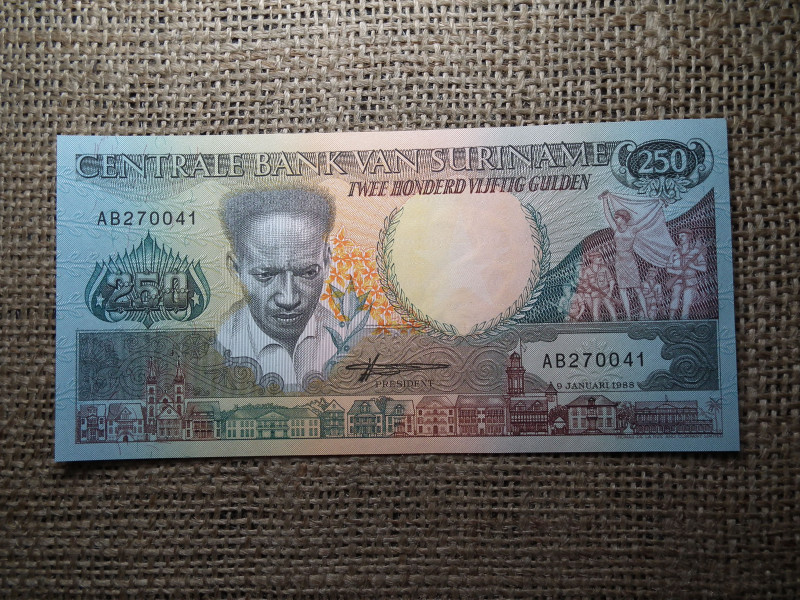 CENTRALE BANK VAN SURINAME
250
TWEE HONDERD VIJFTIG GULDEN
AB270041
250
AB270041
PRESIDENT
9 JANUARI 1988